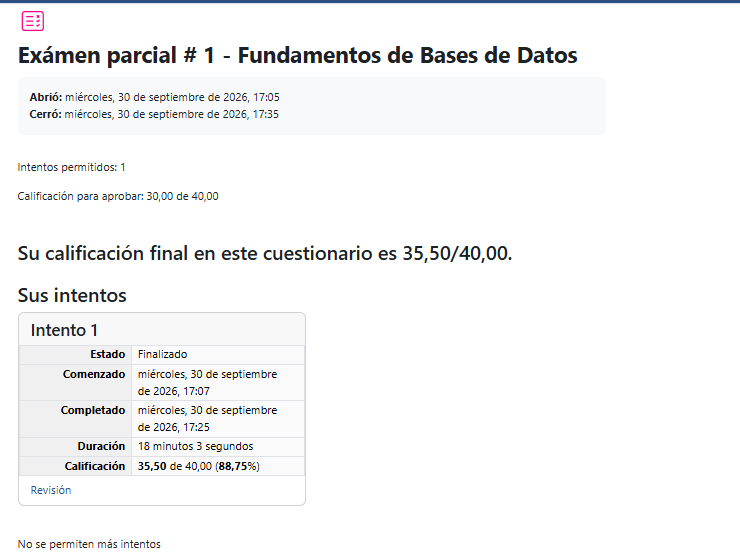 Exámen parcial # 1 - Fundamentos de Bases de Datos
Abrió: miércoles, 30 de septiembre de 2026, 17:05
Cerró: miércoles, 30 de septiembre de 2026, 17:35
Intentos permitidos: 1
Calificación para aprobar: 30,00 de 40,00
Su calificación final en este cuestionario es 35,50/40,00.
Sus intentos
Intento 1
Estado Finalizado
Comenzado miércoles, 30 de septiembre
de 2026, 17:07
Completado miércoles, 30 de septiembre
de 2026, 17:25
Duración 18 minutos 3 segundos
Calificación 35,50 de 40,00 (88,75%)
Revisión
No se permiten más intentos